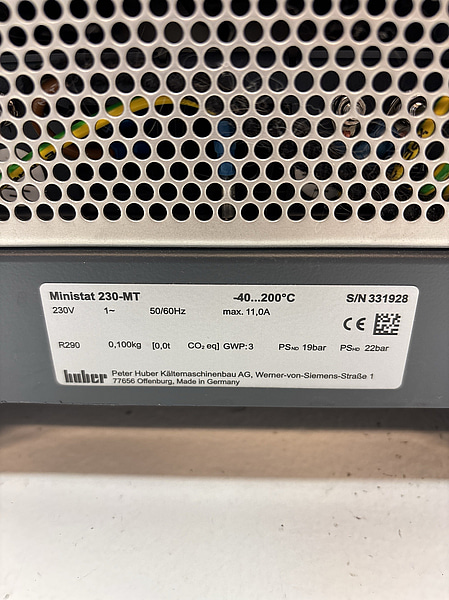 Ministat 230-MT -40...200°C S/N 331928
230V 1~ 50/60Hz max. 11,0A
CE
R290 0,100kg [0,0t CO₂ eq] GWP:3 PS_ND 19bar PS_HD 22bar
huber Peter Huber Kältemaschinenbau AG, Werner-von-Siemens-Straße 1
77656 Offenburg, Made in Germany